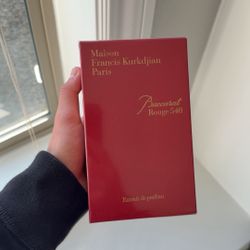 Maison
Francis Kurkdjian
Paris
Baccarat
Rouge 540
Extrait de parfum